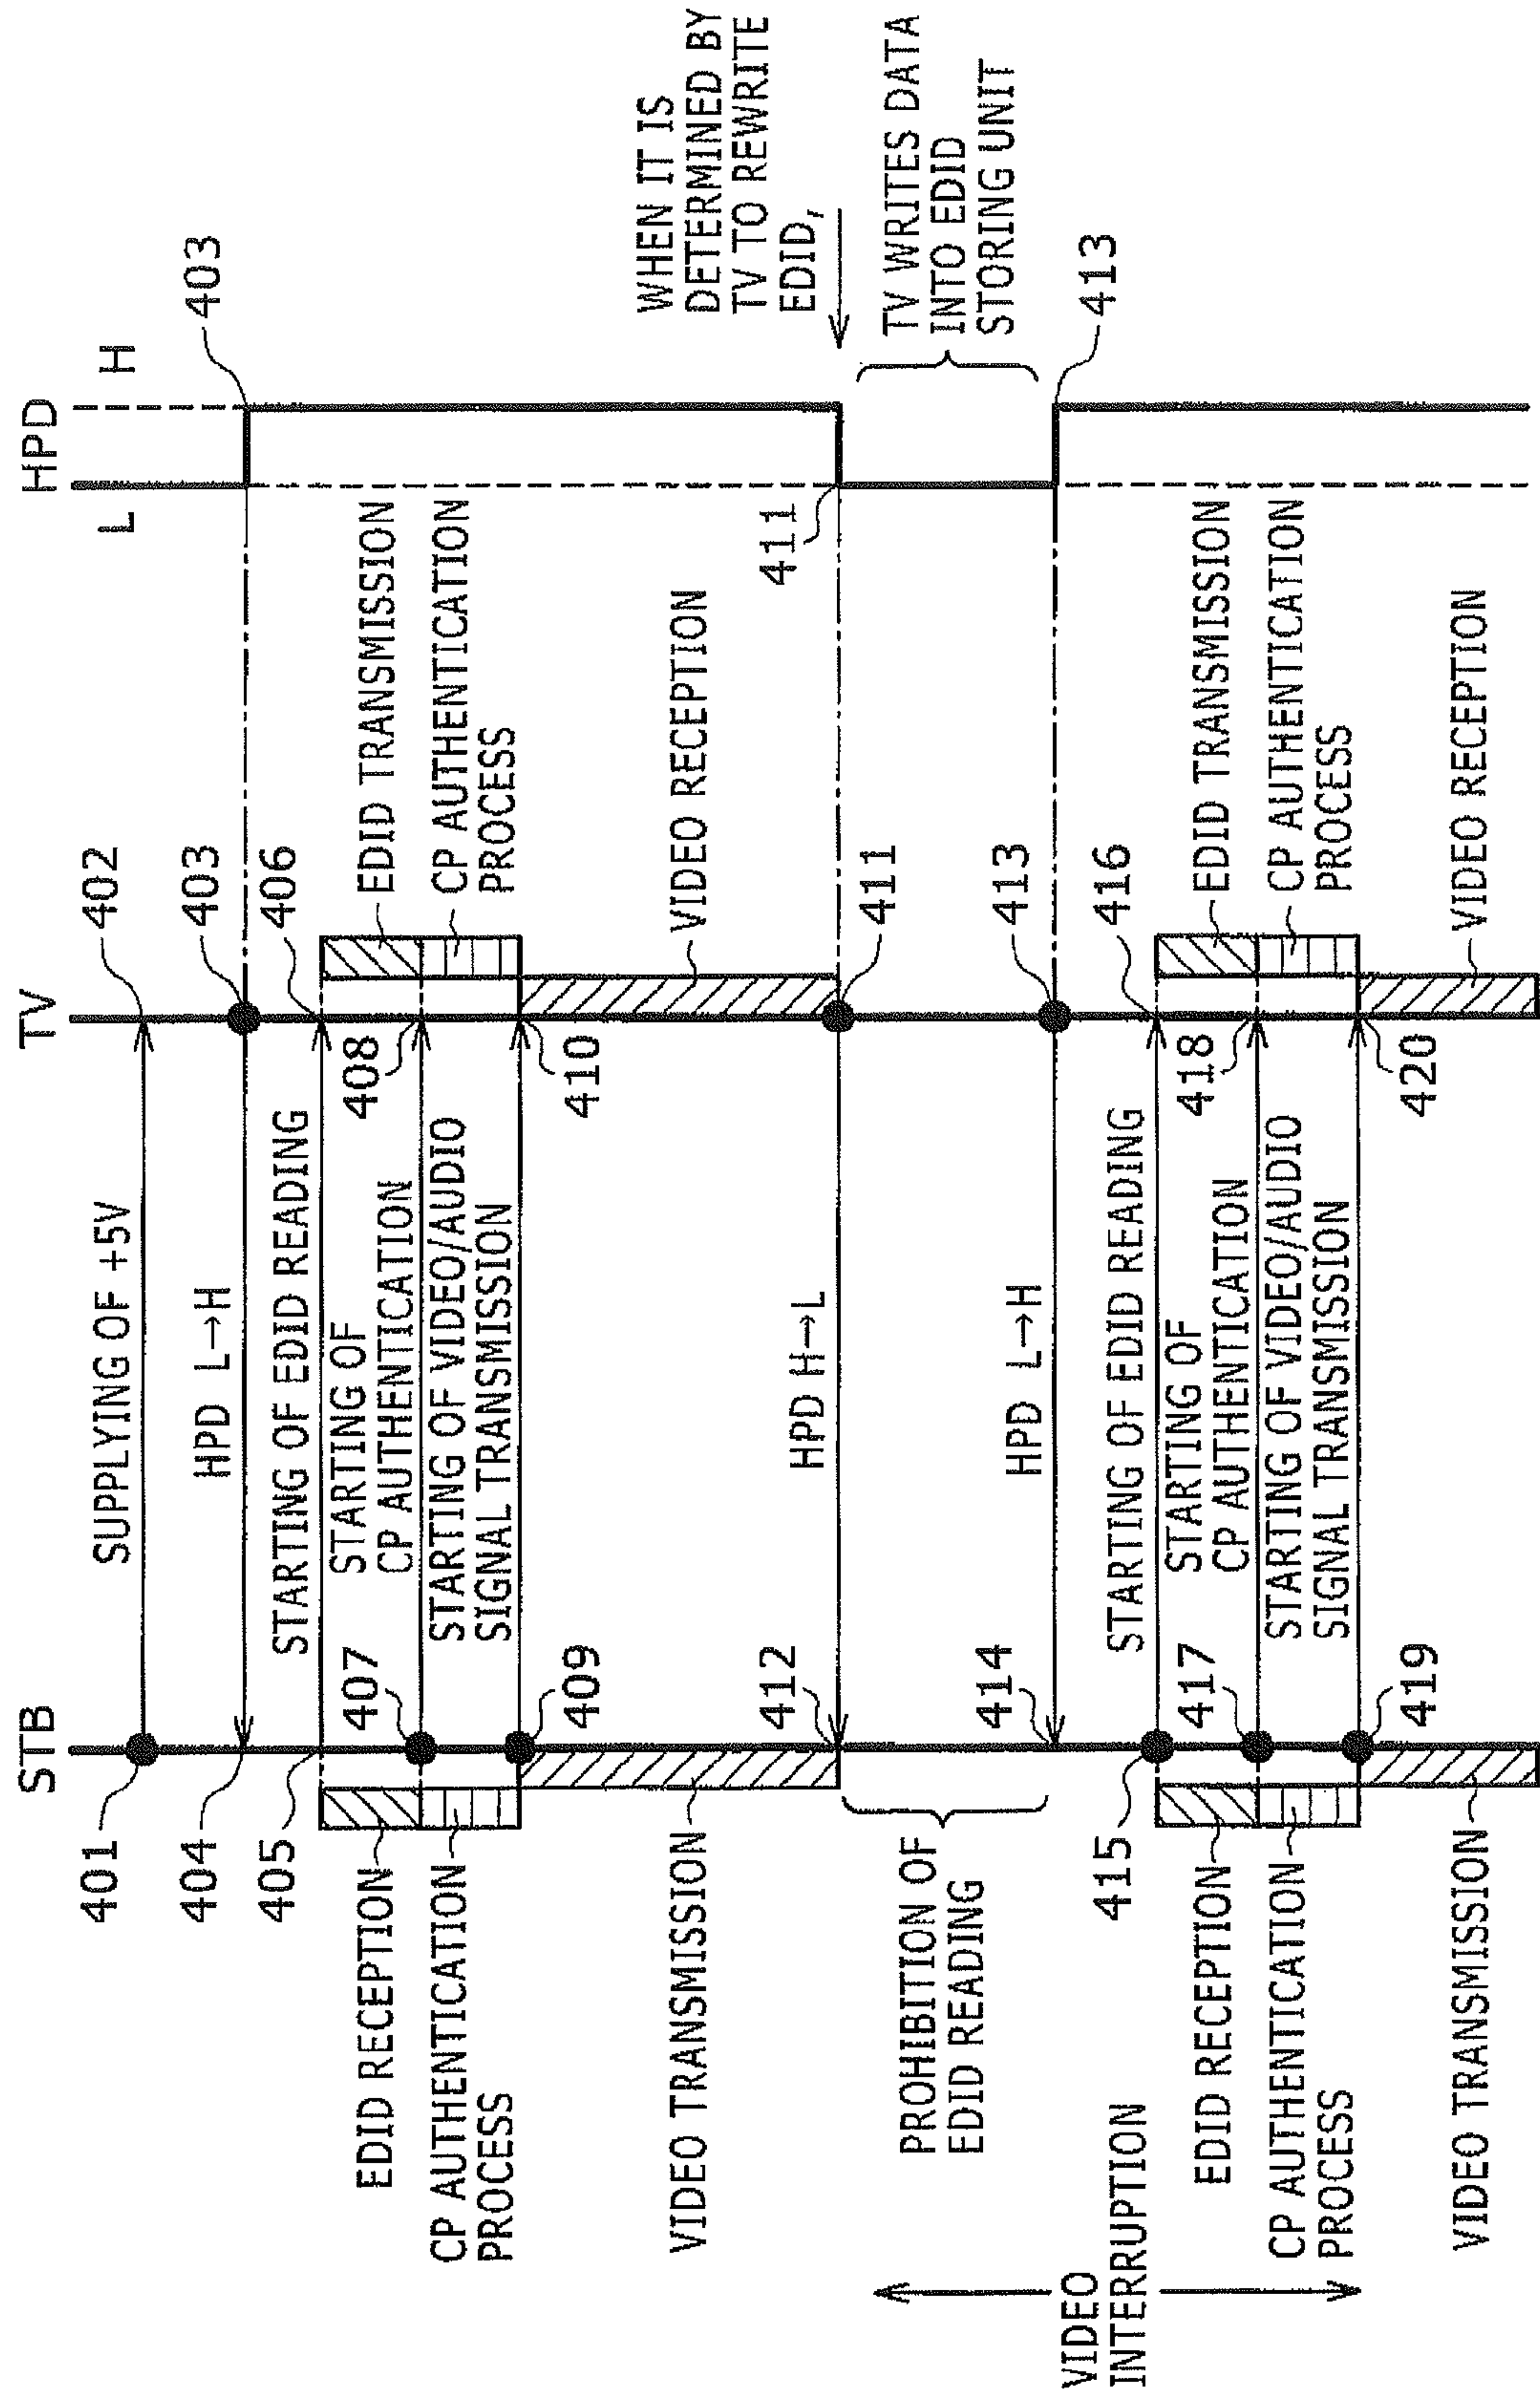 STB
TV
HPD
L
H
401
SUPPLYING OF +5V
402
404
HPD L→H
403
403
405
STARTING OF EDID READING
406
EDID RECEPTION
407
STARTING OF
CP AUTHENTICATION
408
EDID TRANSMISSION
CP AUTHENTICATION
PROCESS
409
STARTING OF VIDEO/AUDIO
SIGNAL TRANSMISSION
410
CP AUTHENTICATION
PROCESS
VIDEO TRANSMISSION
VIDEO RECEPTION
WHEN IT IS
DETERMINED BY
TV TO REWRITE
EDID,
412
HPD H→L
411
411
PROHIBITION OF
EDID READING
TV WRITES DATA
INTO EDID
STORING UNIT
414
HPD L→H
413
413
VIDEO
INTERRUPTION
415
STARTING OF EDID READING
416
EDID RECEPTION
417
STARTING OF
CP AUTHENTICATION
418
EDID TRANSMISSION
CP AUTHENTICATION
PROCESS
419
STARTING OF VIDEO/AUDIO
SIGNAL TRANSMISSION
420
CP AUTHENTICATION
PROCESS
VIDEO TRANSMISSION
VIDEO RECEPTION